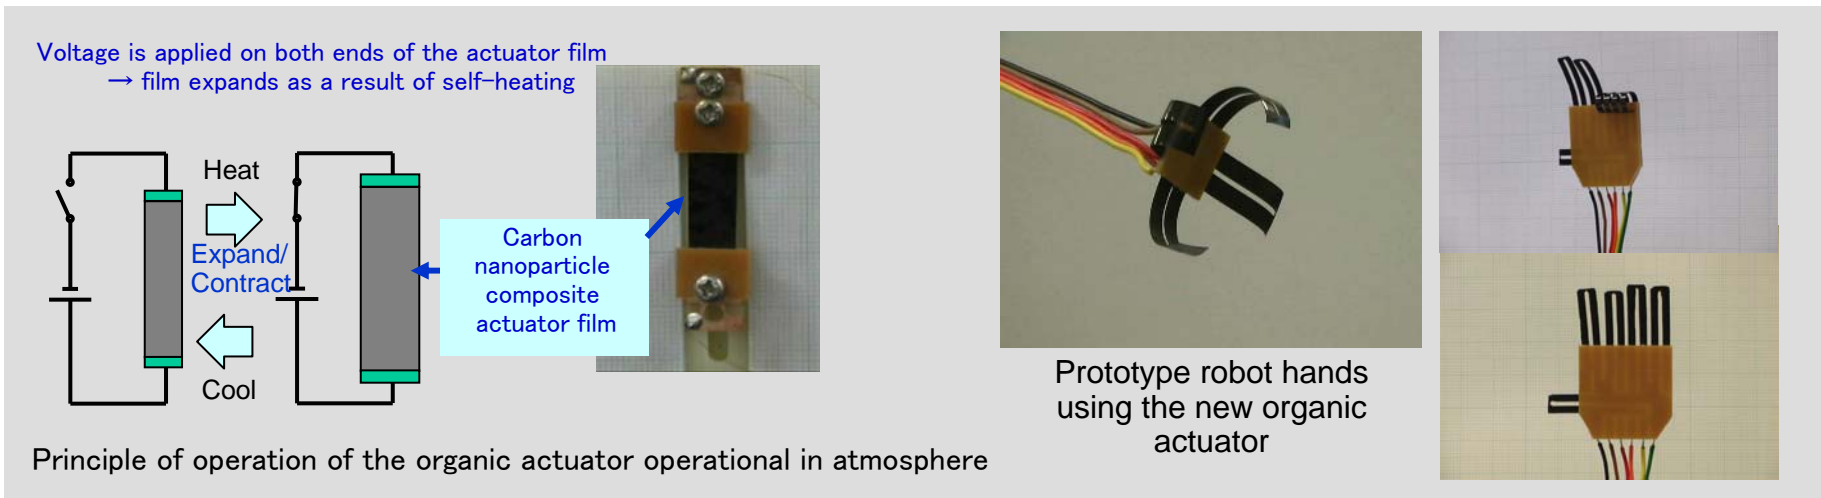 Voltage is applied on both ends of the actuator film
→ film expands as a result of self-heating
Heat
Expand/
Contract
Cool
Carbon
nanoparticle
composite
actuator film
Principle of operation of the organic actuator operational in atmosphere
Prototype robot hands
using the new organic
actuator